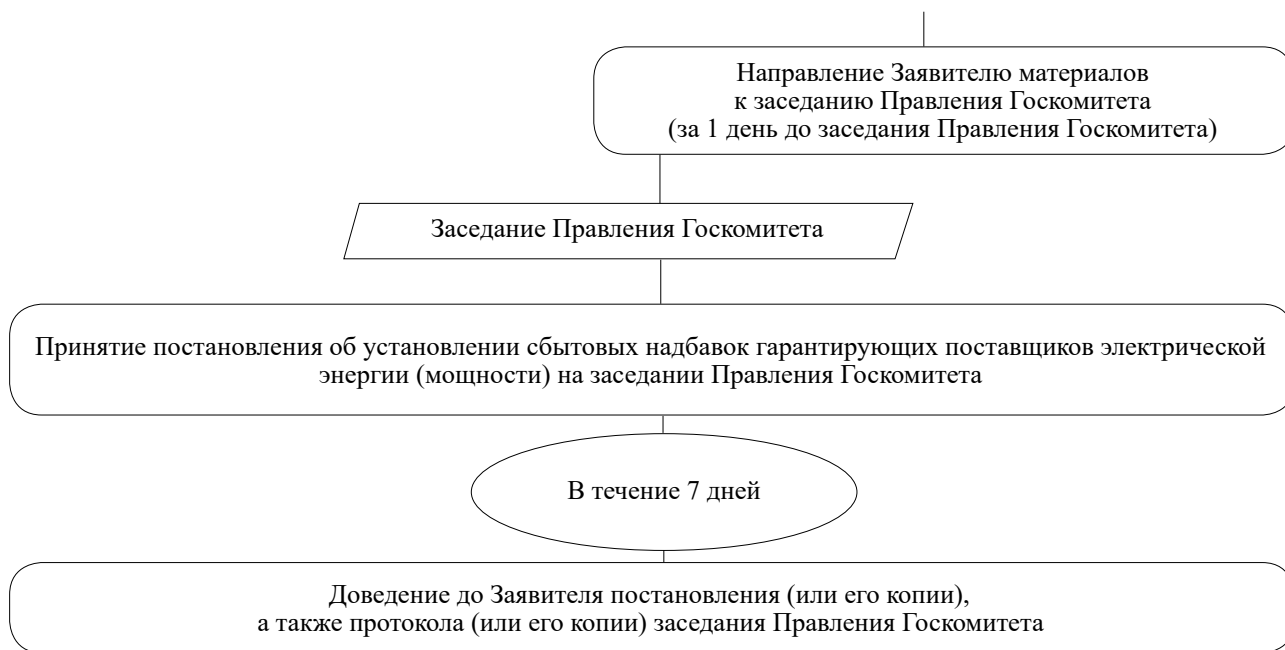 Направление Заявителю материалов
к заседанию Правления Госкомитета
(за 1 день до заседания Правления Госкомитета)
Заседание Правления Госкомитета
Принятие постановления об установлении сбытовых надбавок гарантирующих поставщиков электрической
энергии (мощности) на заседании Правления Госкомитета
В течение 7 дней
Доведение до Заявителя постановления (или его копии),
а также протокола (или его копии) заседания Правления Госкомитета